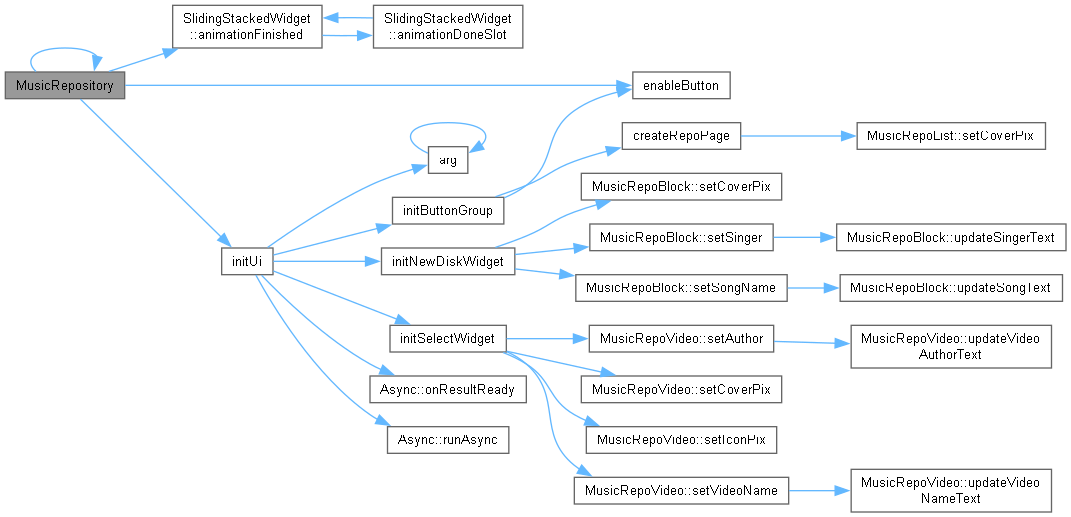 SlidingStackedWidget
::animationFinished
SlidingStackedWidget
::animationDoneSlot
MusicRepository
enableButton
createRepoPage
MusicRepoList::setCoverPix
arg
MusicRepoBlock::setCoverPix
initButtonGroup
MusicRepoBlock::setSinger
MusicRepoBlock::updateSingerText
initUi
initNewDiskWidget
MusicRepoBlock::setSongName
MusicRepoBlock::updateSongText
initSelectWidget
MusicRepoVideo::setAuthor
MusicRepoVideo::updateVideo
AuthorText
Async::onResultReady
MusicRepoVideo::setCoverPix
Async::runAsync
MusicRepoVideo::setIconPix
MusicRepoVideo::setVideoName
MusicRepoVideo::updateVideo
NameText